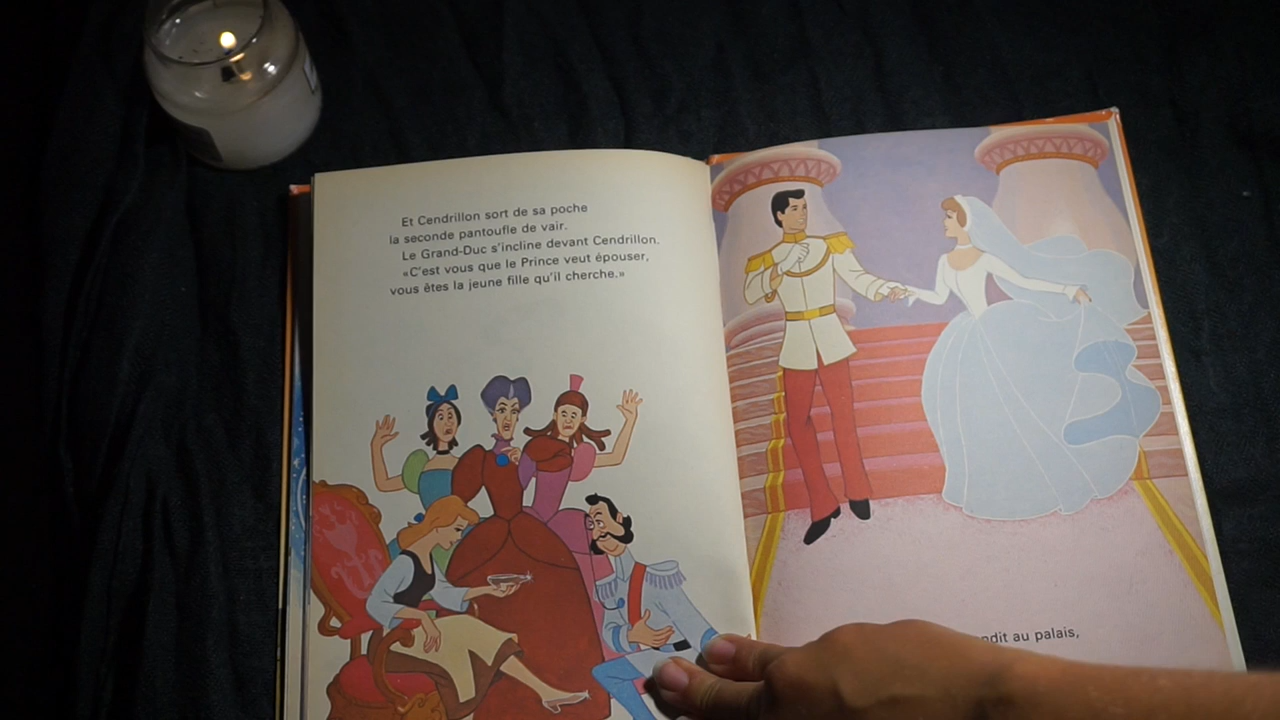 Et Cendrillon sort de sa poche
la seconde pantoufle de vair.
Le Grand-Duc s'incline devant Cendrillon.
«C'est vous que le Prince veut épouser,
vous êtes la jeune fille qu'il cherche.»
au palais,